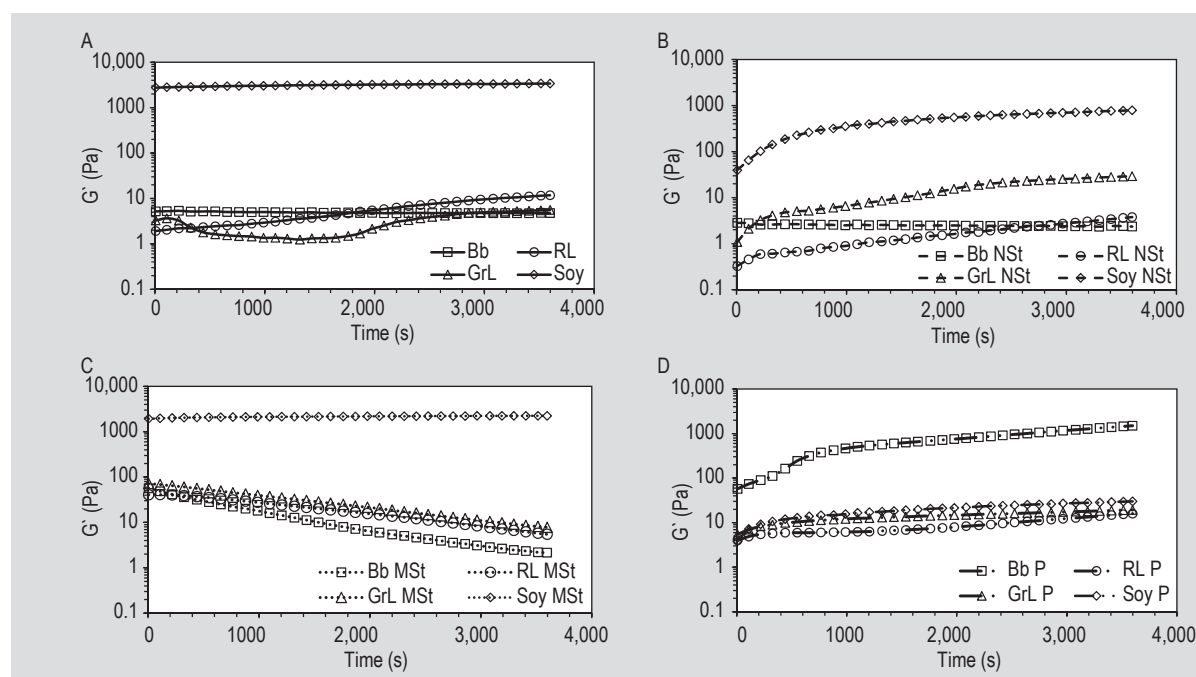 A
10,000
1000
100
10
1
0.1
G` (Pa)
0 1000 2000 3,000 4,000
Time (s)
Bb RL
GrL Soy
B
10,000
1000
100
10
1
0.1
G` (Pa)
0 1000 2,000 3,000 4,000
Time (s)
Bb NSt RL NSt
GrL NSt Soy NSt
C
10,000
1000
100
10
1
0.1
G` (Pa)
0 1000 2,000 3,000 4,000
Time (s)
Bb MSt RL MSt
GrL MSt Soy MSt
D
10,000
1000
100
10
1
0.1
G` (Pa)
0 1000 2,000 3,000 4,000
Time (s)
Bb P RL P
GrL P Soy P